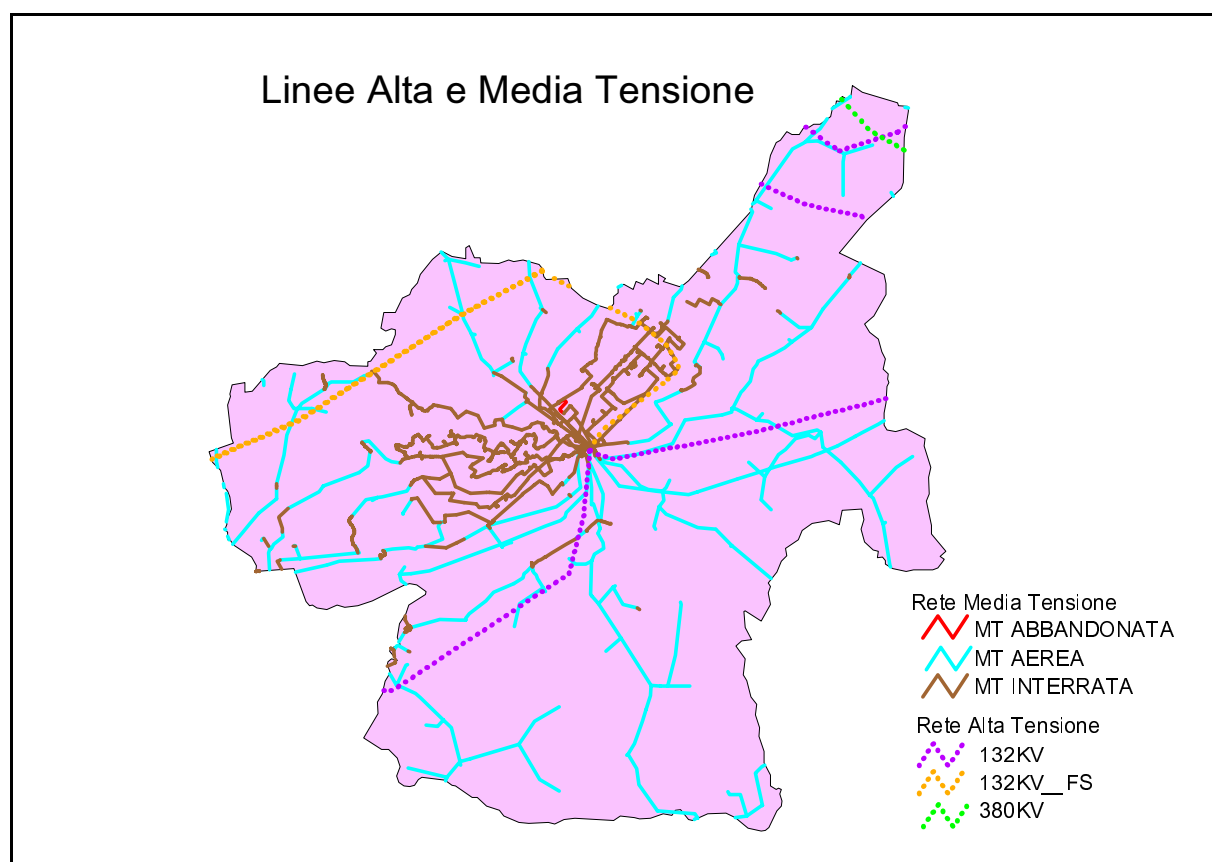 Linee Alta e Media Tensione
Rete Media Tensione
MT ABBANDONATA
MT AEREA
MT INTERRATA
Rete Alta Tensione
132KV
132KV__FS
380KV